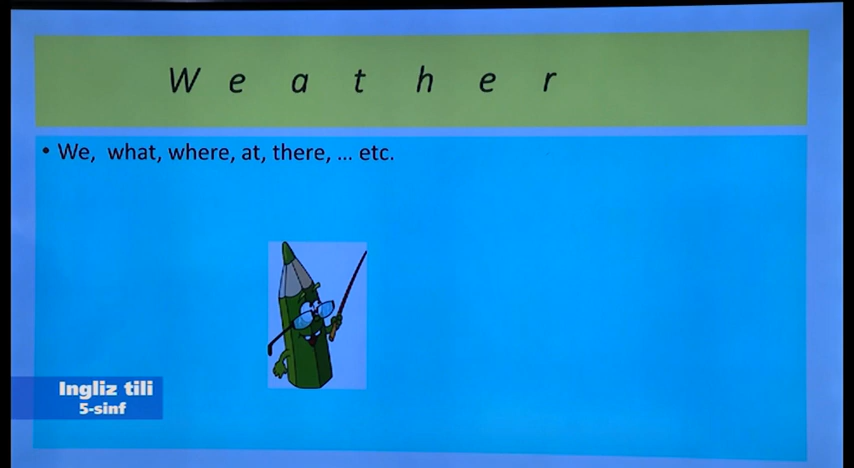 W e a t h e r
• We, what, where, at, there, ... etc.
Ingliz tili
5-sinf